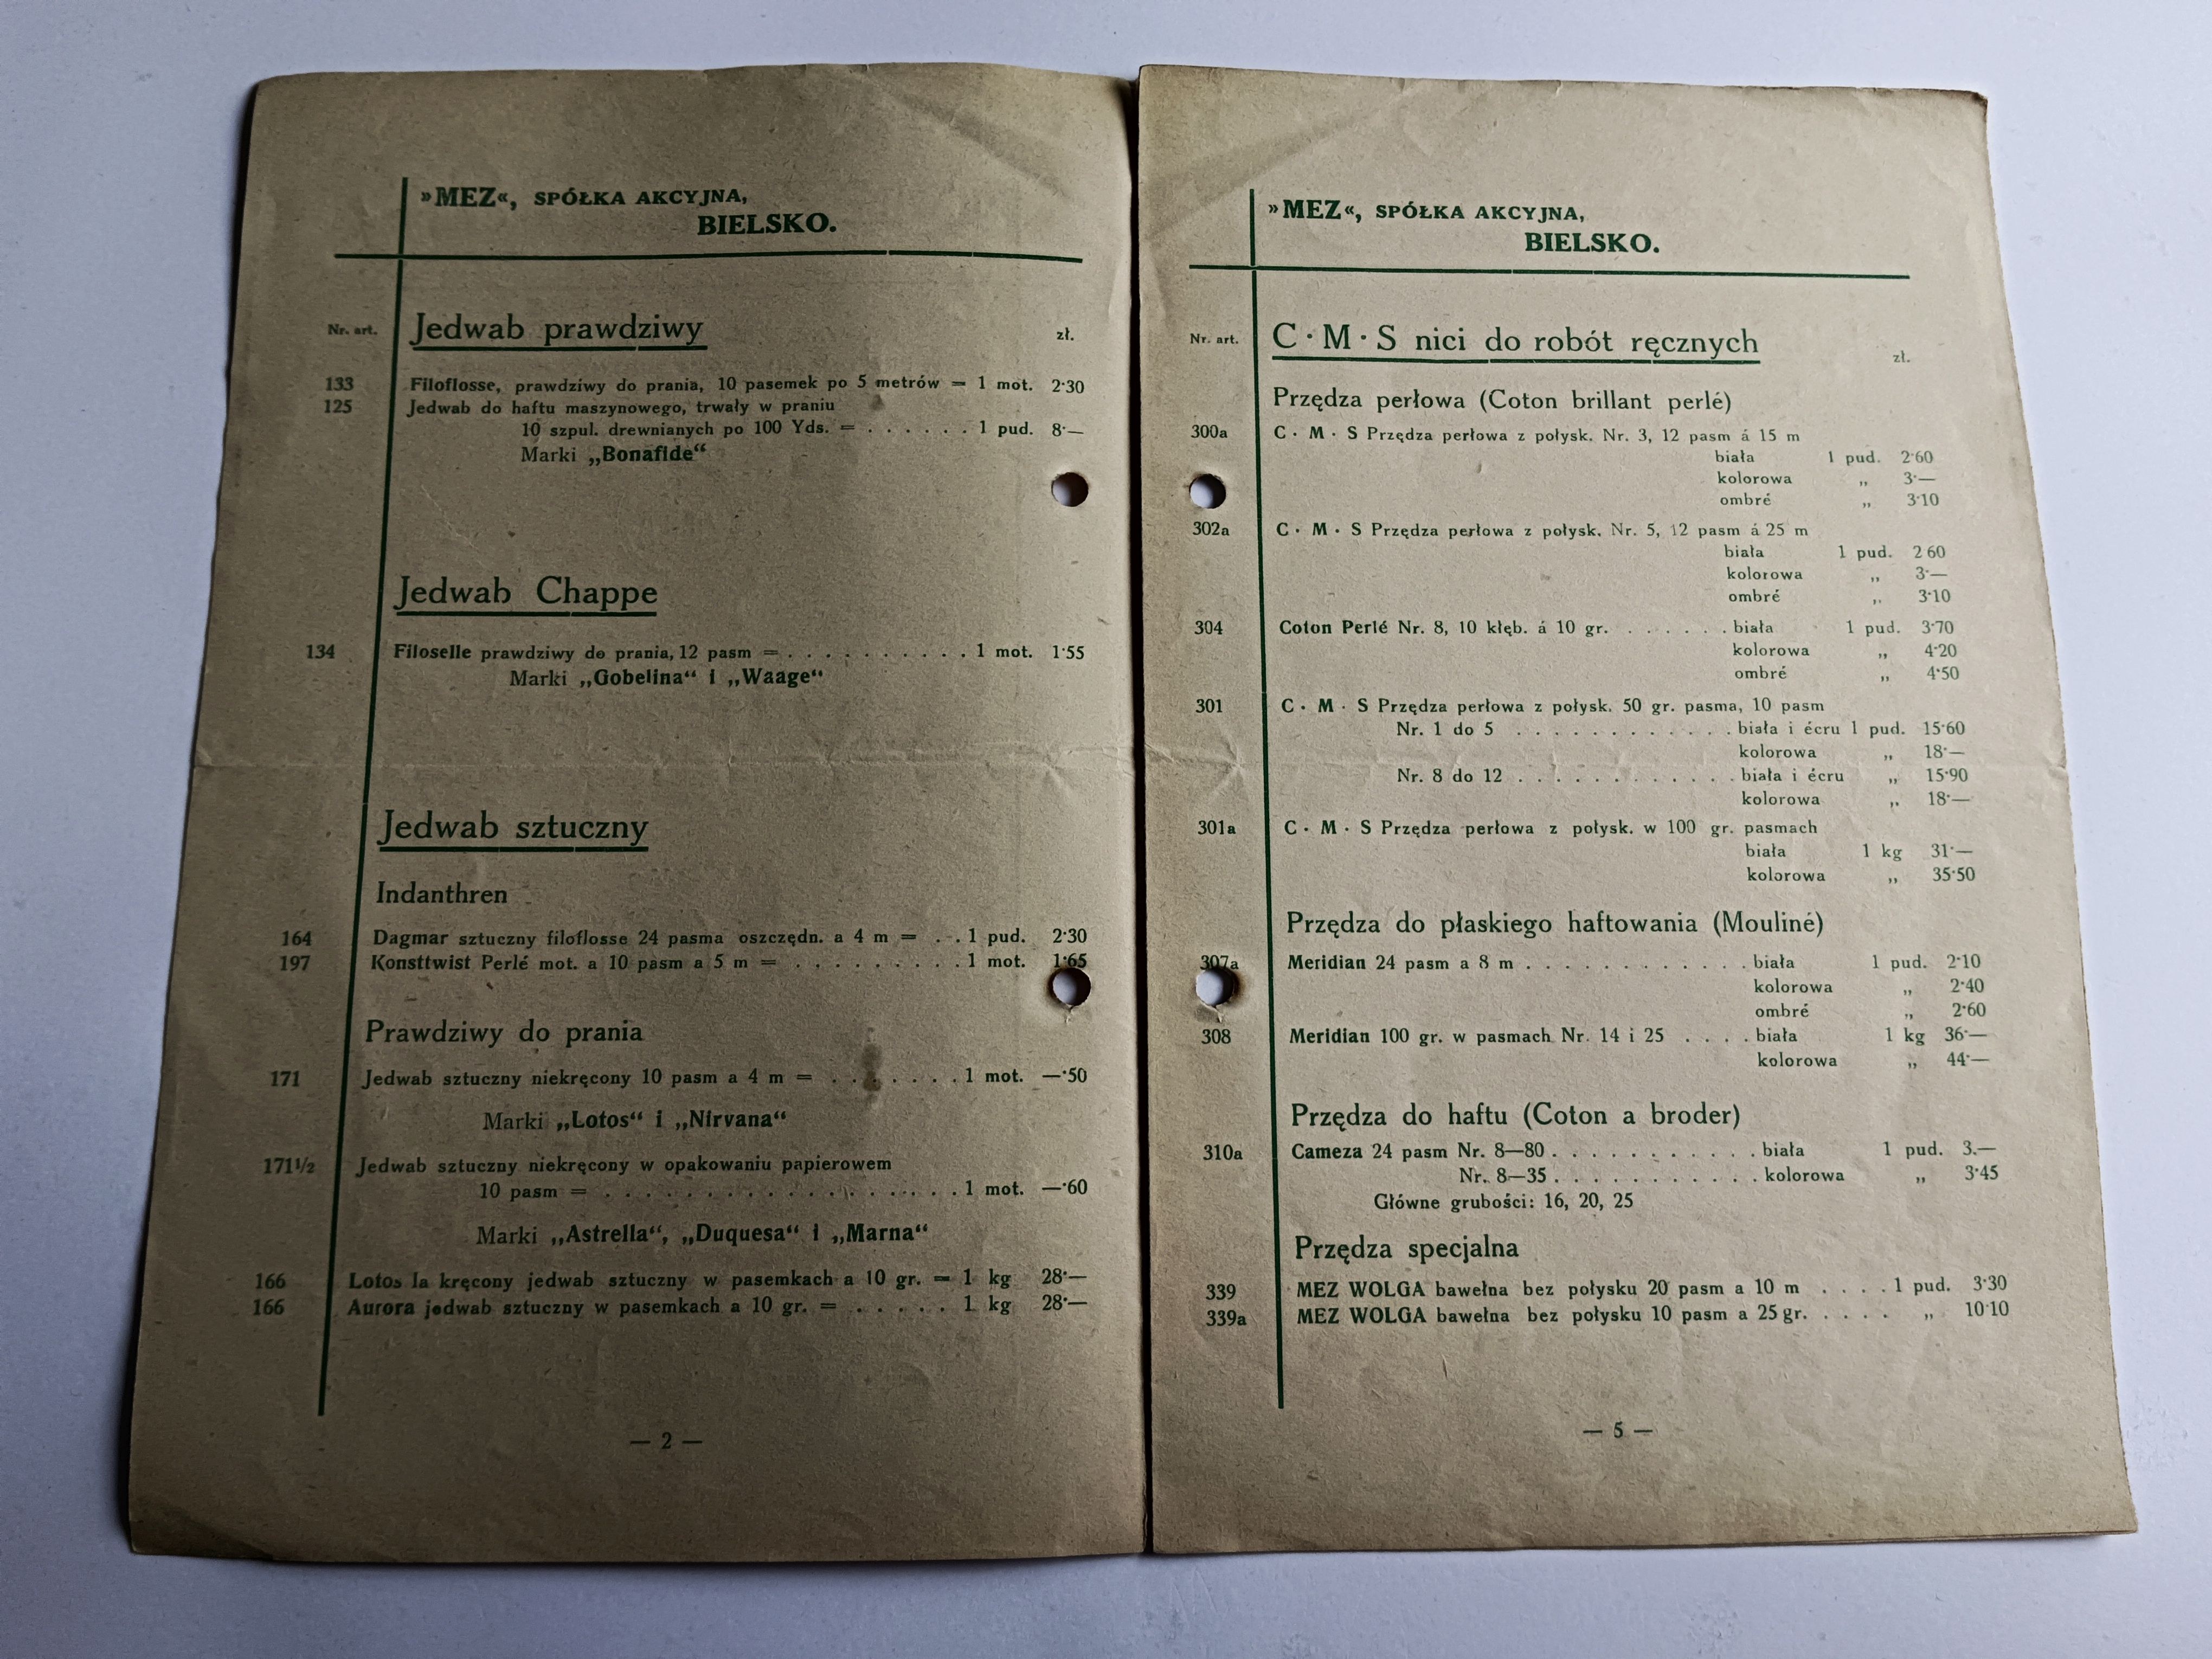 »MEZ«, SPÓŁKA AKCYJNA,
BIELSKO.
Nr. art. Jedwab prawdziwy zł.
133 Filoflosse, prawdziwy do prania, 10 pasemek po 5 metrów = 1 mot. 2·30
125 Jedwab do haftu maszynowego, trwały w praniu
10 szpul. drewnianych po 100 Yds. = . . . . . . 1 pud. 8·—
Marki „Bonafide“
Jedwab Chappe
134 Filoselle prawdziwy do prania, 12 pasm = . . . . . . . . . . 1 mot. 1·55
Marki „Gobelina“ i „Waage“
Jedwab sztuczny
Indanthren
164 Dagmar sztuczny filoflosse 24 pasma oszczędn. a 4 m = . . 1 pud. 2·30
197 Konsttwist Perlé mot. a 10 pasm a 5 m = . . . . . . . . . 1 mot. 1·65
Prawdziwy do prania
171 Jedwab sztuczny niekręcony 10 pasm a 4 m = . . . . . . . 1 mot. —·50
Marki „Lotos“ i „Nirvana“
171½ Jedwab sztuczny niekręcony w opakowaniu papierowem
10 pasm = . . . . . . . . . . . . . . . . . . 1 mot. —·60
Marki „Astrella“, „Duquesa“ i „Marna“
166 Lotos Ia kręcony jedwab sztuczny w pasemkach a 10 gr. = 1 kg 28·—
166 Aurora jedwab sztuczny w pasemkach a 10 gr. = . . . . . 1 kg 28·—
— 2 —
»MEZ«, SPÓŁKA AKCYJNA,
BIELSKO.
Nr. art. C · M · S nici do robót ręcznych zł.
Przędza perłowa (Coton brillant perlé)
300a C · M · S Przędza perłowa z połysk. Nr. 3, 12 pasm á 15 m
biała 1 pud. 2·60
kolorowa „ 3·—
ombré „ 3·10
302a C · M · S Przędza perłowa z połysk. Nr. 5, 12 pasm á 25 m
biała 1 pud. 2 60
kolorowa „ 3·—
ombré „ 3·10
304 Coton Perlé Nr. 8, 10 kłęb. á 10 gr. . . . . . . biała 1 pud. 3·70
kolorowa „ 4·20
ombré „ 4·50
301 C · M · S Przędza perłowa z połysk. 50 gr. pasma, 10 pasm
Nr. 1 do 5 . . . . . . . . . . . . biała i écru 1 pud. 15·60
kolorowa „ 18·—
Nr. 8 do 12 . . . . . . . . . . . . biała i écru „ 15·90
kolorowa „ 18·—
301a C · M · S Przędza perłowa z połysk. w 100 gr. pasmach
biała 1 kg 31·—
kolorowa „ 35·50
Przędza do płaskiego haftowania (Mouliné)
307a Meridian 24 pasm a 8 m . . . . . . . . . . . . biała 1 pud. 2·10
kolorowa „ 2·40
ombré „ 2·60
308 Meridian 100 gr. w pasmach Nr. 14 i 25 . . . . biała 1 kg 36·—
kolorowa „ 44·—
Przędza do haftu (Coton a broder)
310a Cameza 24 pasm Nr. 8—80 . . . . . . . . . . . biała 1 pud. 3.—
Nr. 8—35 . . . . . . . . . . . kolorowa „ 3·45
Główne grubości: 16, 20, 25
Przędza specjalna
339 MEZ WOLGA bawełna bez połysku 20 pasm a 10 m . . . . 1 pud. 3·30
339a MEZ WOLGA bawełna bez połysku 10 pasm a 25 gr. . . . . „ 10·10
— 5 —